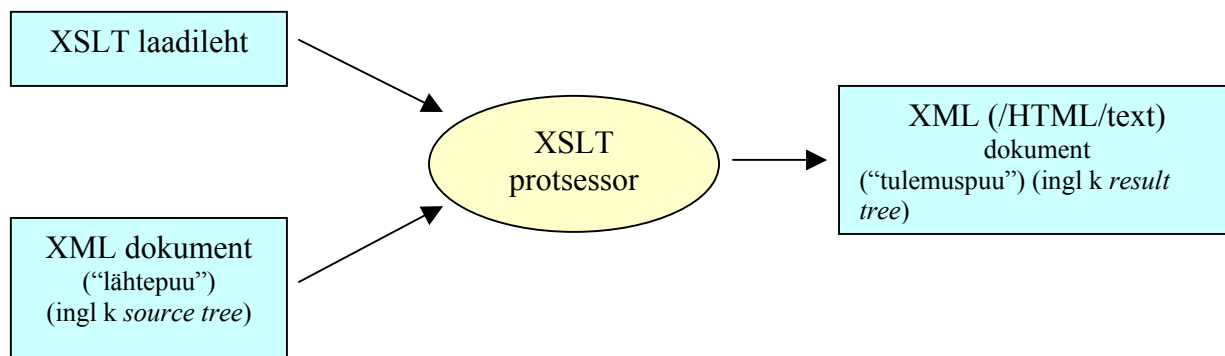 XSLT laadileht
XML dokument
(“lähtepuu”)
(ingl k source tree)
XSLT
protsessor
XML (/HTML/text)
dokument
(“tulemuspuu”) (ingl k result
tree)